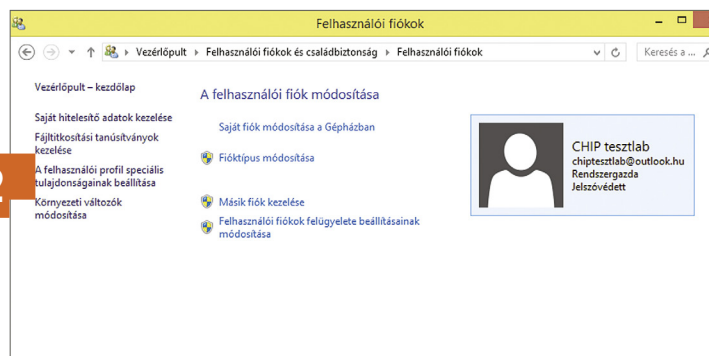 Felhasználói fiókok
Vezérlőpult Felhasználói fiókok és családbiztonság Felhasználói fiókok
Keresés a ...
Vezérlőpult – kezdőlap
Saját hitelesítő adatok kezelése
Fájltitkosítási tanúsítványok
kezelése
A felhasználói profil speciális
tulajdonságainak beállítása
Környezeti változók
módosítása
A felhasználói fiók módosítása
Saját fiók módosítása a Gépházban
Fióktípus módosítása
Másik fiók kezelése
Felhasználói fiókok felügyelete beállításainak
módosítása
CHIP tesztlab
chiptesztlab@outlook.hu
Rendszergazda
Jelszóvédett